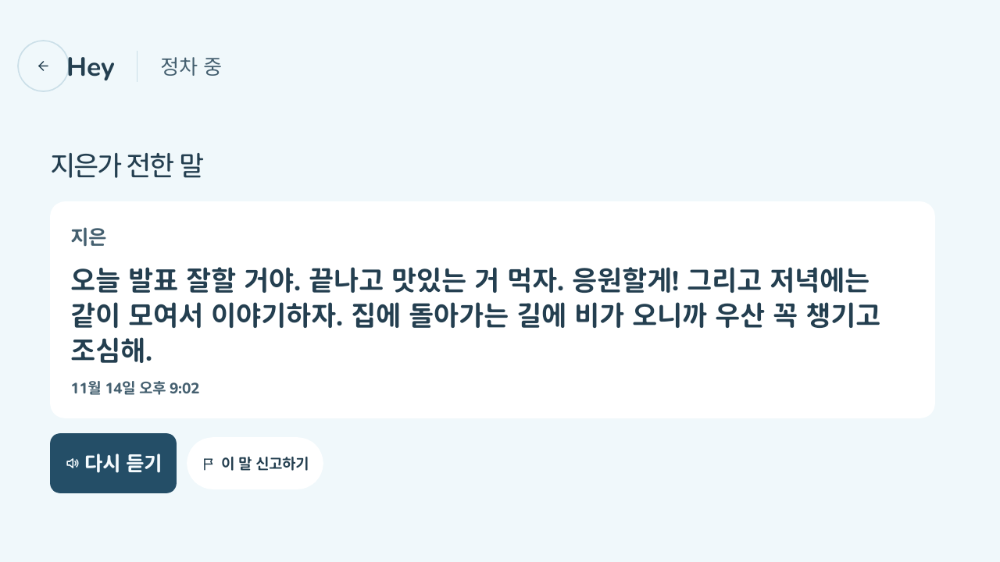 Hey
정차 중
지은가 전한 말
지은
오늘 발표 잘할 거야. 끝나고 맛있는 거 먹자. 응원할게! 그리고 저녁에는
같이 모여서 이야기하자. 집에 돌아가는 길에 비가 오니까 우산 꼭 챙기고
조심해.
11월 14일 오후 9:02
다시 듣기
이 말 신고하기